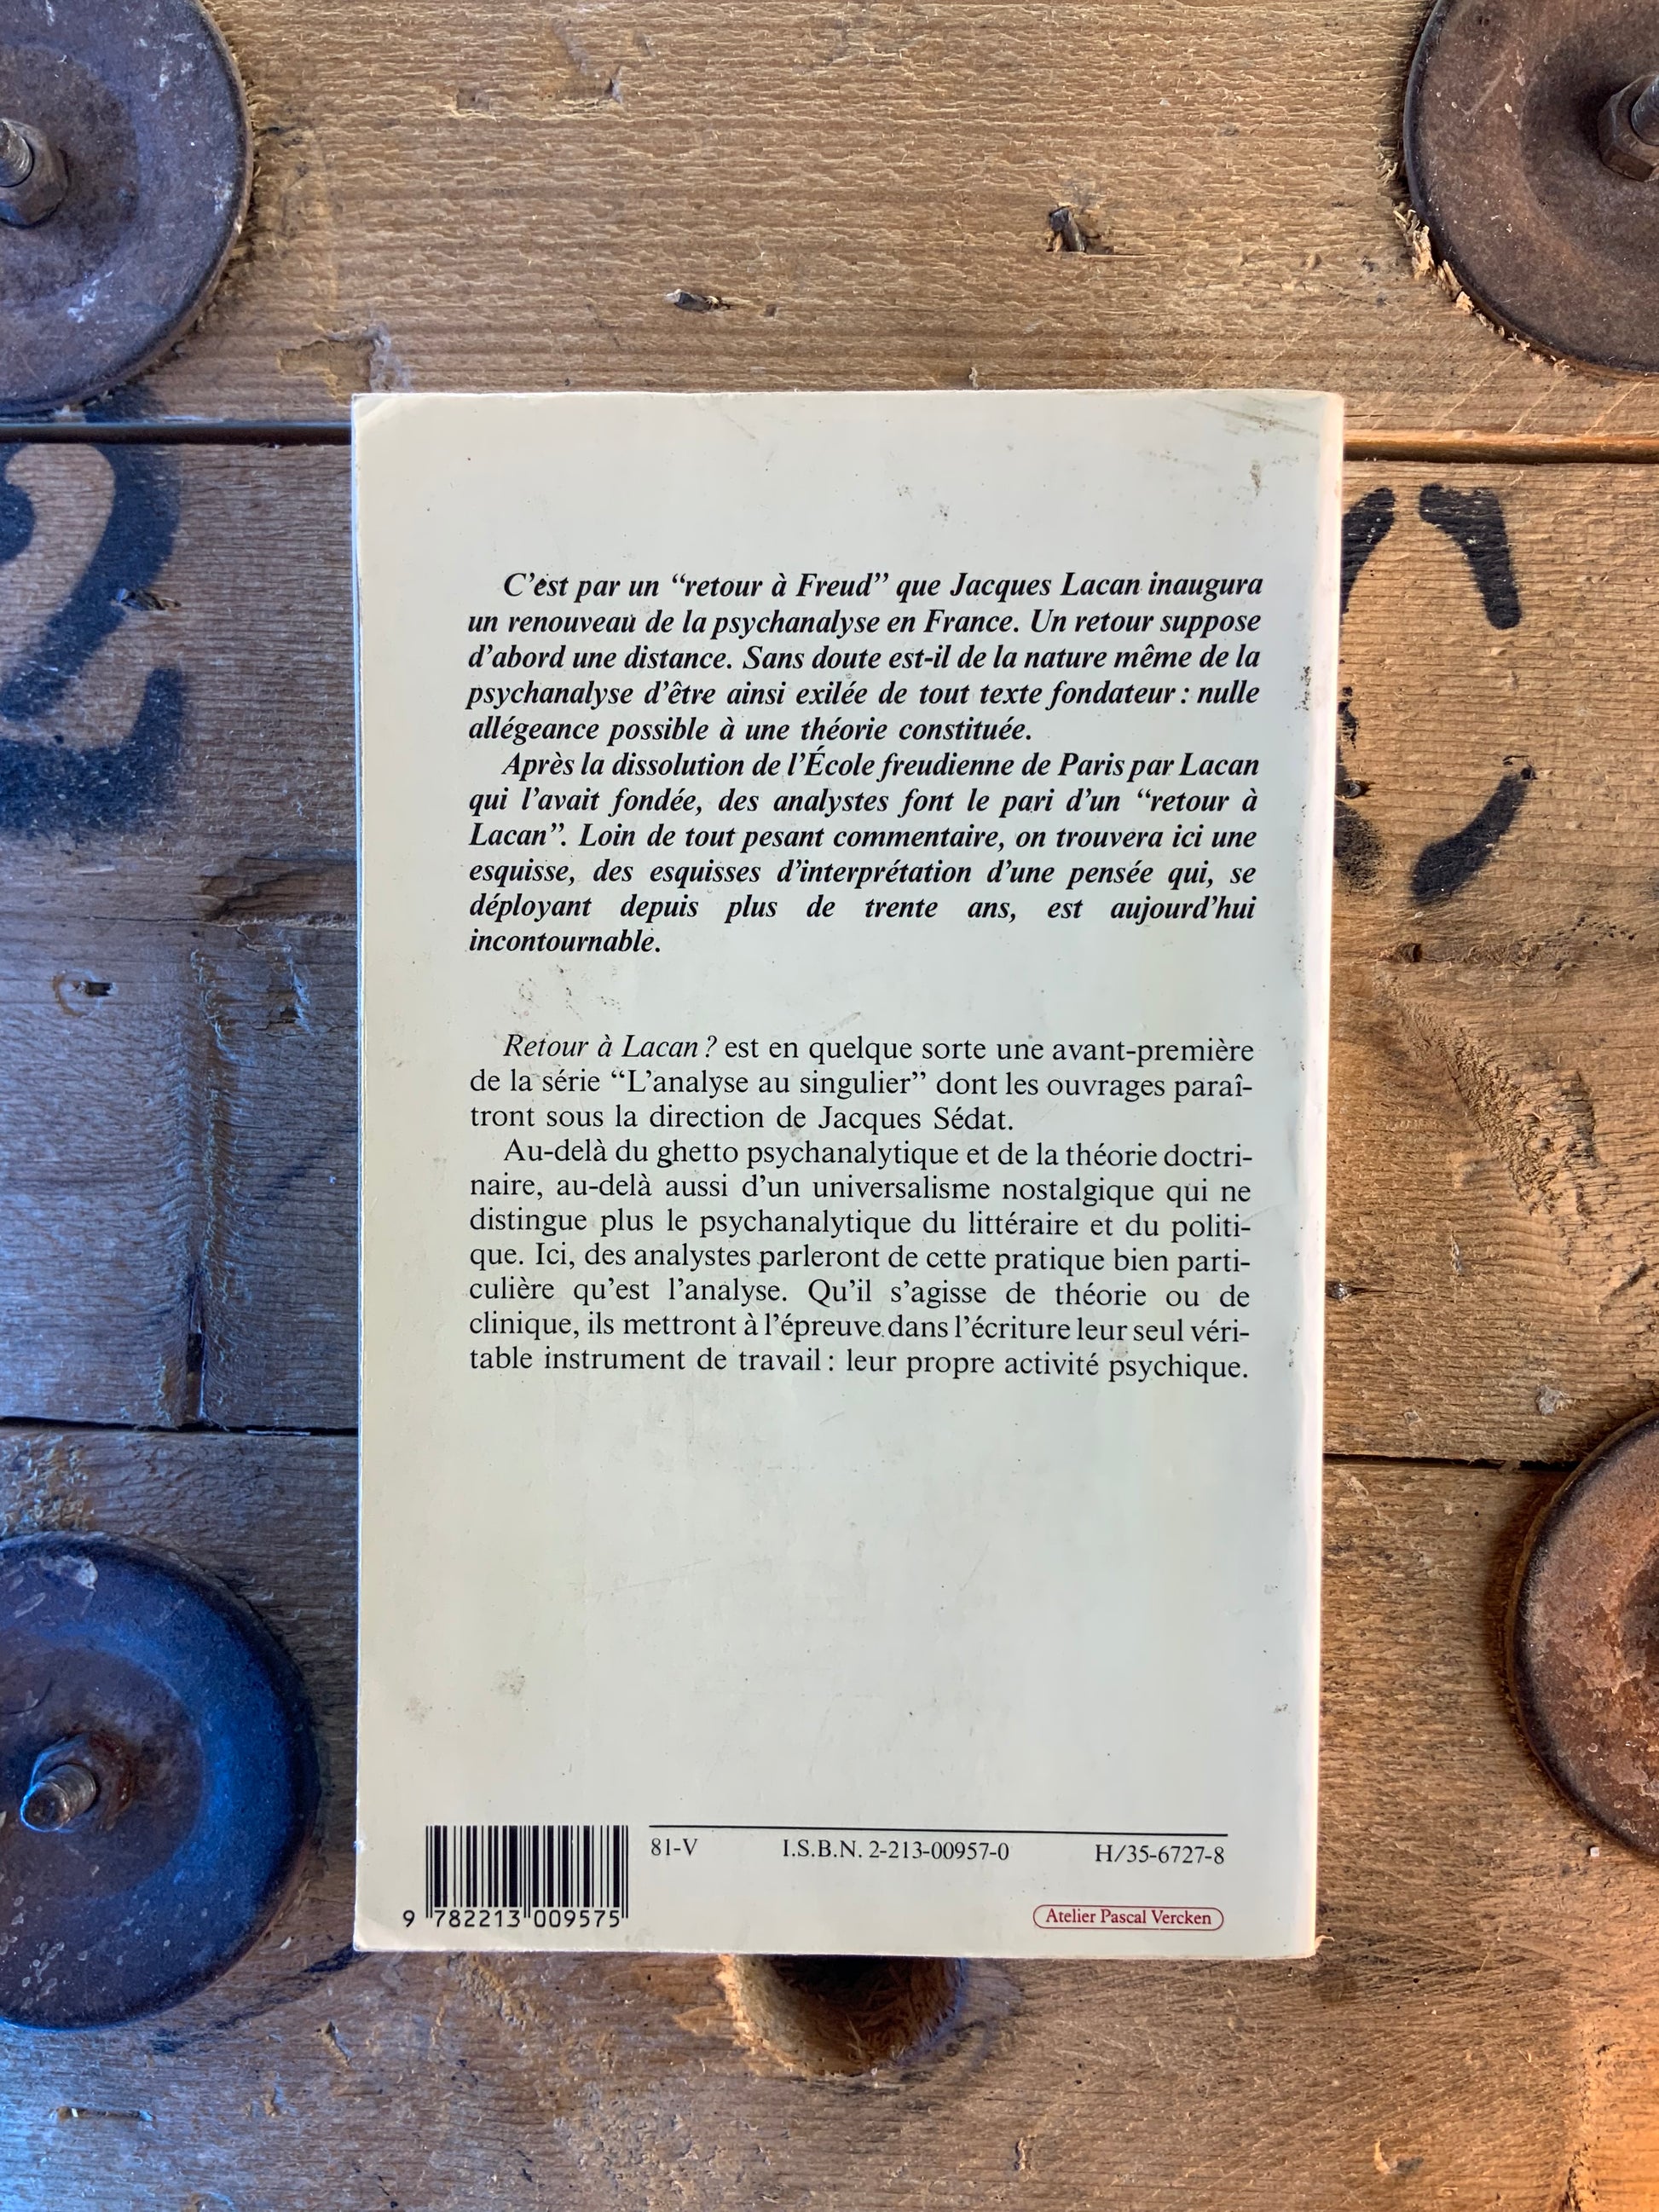 C’est par un “retour à Freud” que Jacques Lacan inaugura
un renouveau de la psychanalyse en France. Un retour suppose
d’abord une distance. Sans doute est-il de la nature même de la
psychanalyse d’être ainsi exilée de tout texte fondateur : nulle
allégeance possible à une théorie constituée.
Après la dissolution de l’École freudienne de Paris par Lacan
qui l’avait fondée, des analystes font le pari d’un “retour à
Lacan”. Loin de tout pesant commentaire, on trouvera ici une
esquisse, des esquisses d’interprétation d’une pensée qui, se
déployant depuis plus de trente ans, est aujourd’hui
incontournable.
Retour à Lacan ? est en quelque sorte une avant-première
de la série “L’analyse au singulier” dont les ouvrages paraî-
tront sous la direction de Jacques Sédat.
Au-delà du ghetto psychanalytique et de la théorie doctri-
naire, au-delà aussi d’un universalisme nostalgique qui ne
distingue plus le psychanalytique du littéraire et du politi-
que. Ici, des analystes parleront de cette pratique bien parti-
culière qu’est l’analyse. Qu’il s’agisse de théorie ou de
clinique, ils mettront à l’épreuve dans l’écriture leur seul véri-
table instrument de travail : leur propre activité psychique.
81-V I.S.B.N. 2-213-00957-0 H/35-6727-8
9 782213 009575
Atelier Pascal Vercken